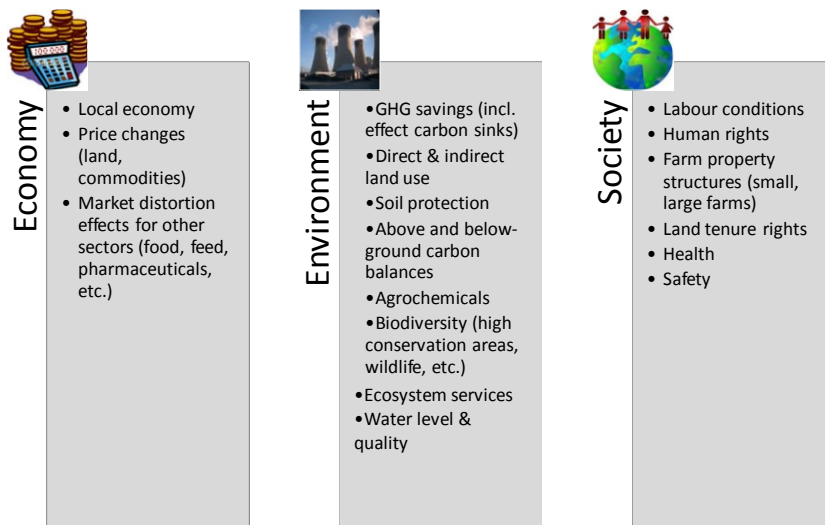 Economy
• Local economy
• Price changes
(land,
commodities)
• Market distortion
effects for other
sectors (food, feed,
pharmaceuticals,
etc.)
Environment
•GHG savings (incl.
effect carbon sinks)
•Direct & indirect
land use
•Soil protection
•Above and below-
ground carbon
balances
•Agrochemicals
•Biodiversity (high
conservation areas,
wildlife, etc.)
•Ecosystem services
•Water level &
quality
Society
• Labour conditions
• Human rights
• Farm property
structures (small,
large farms)
• Land tenure rights
• Health
• Safety